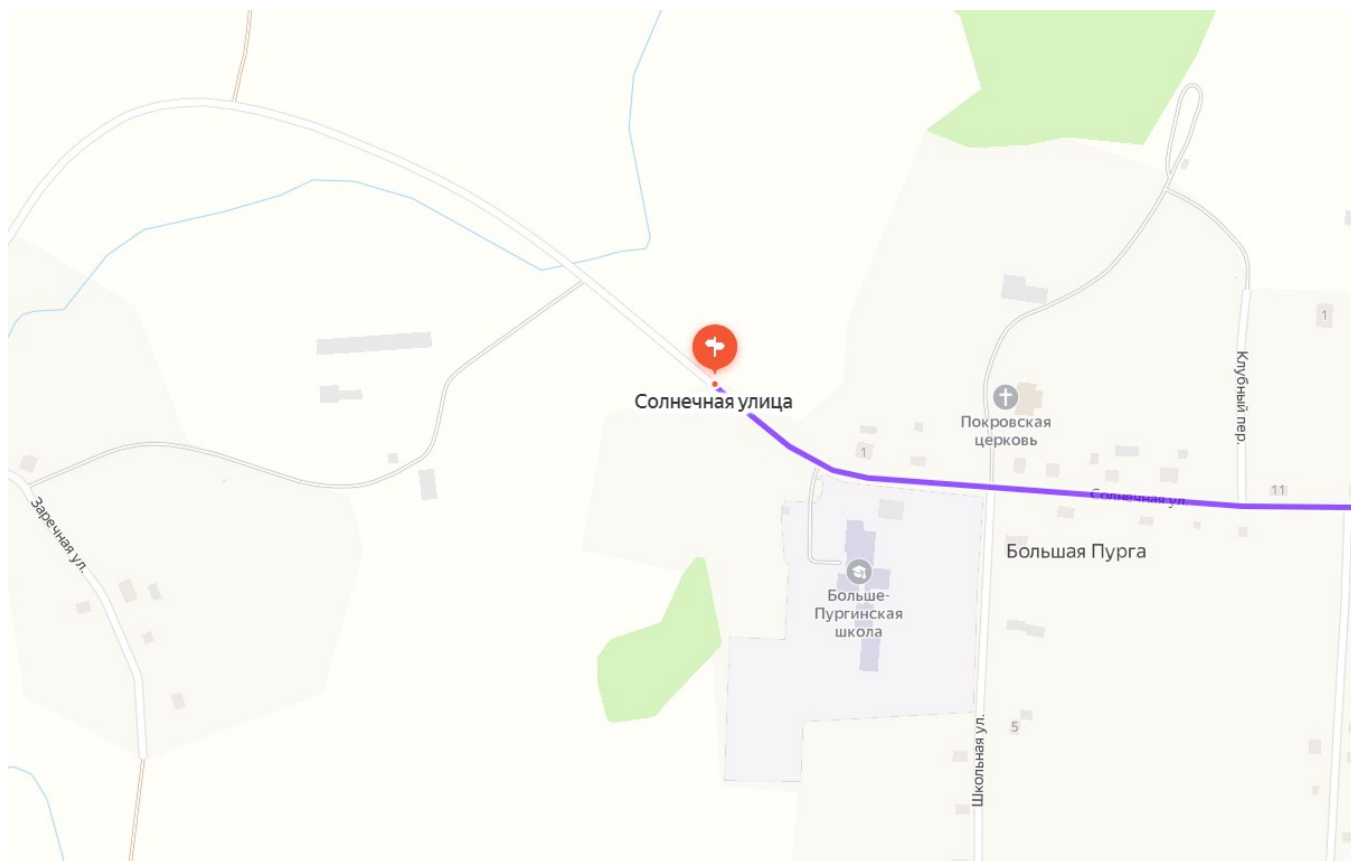 1
Клубный пер.
Солнечная улица
Покровская
церковь
1
11
Солнечная ул.
Заречная ул.
Большая Пурга
Больше-
Пургинская
школа
5
Школьная ул.